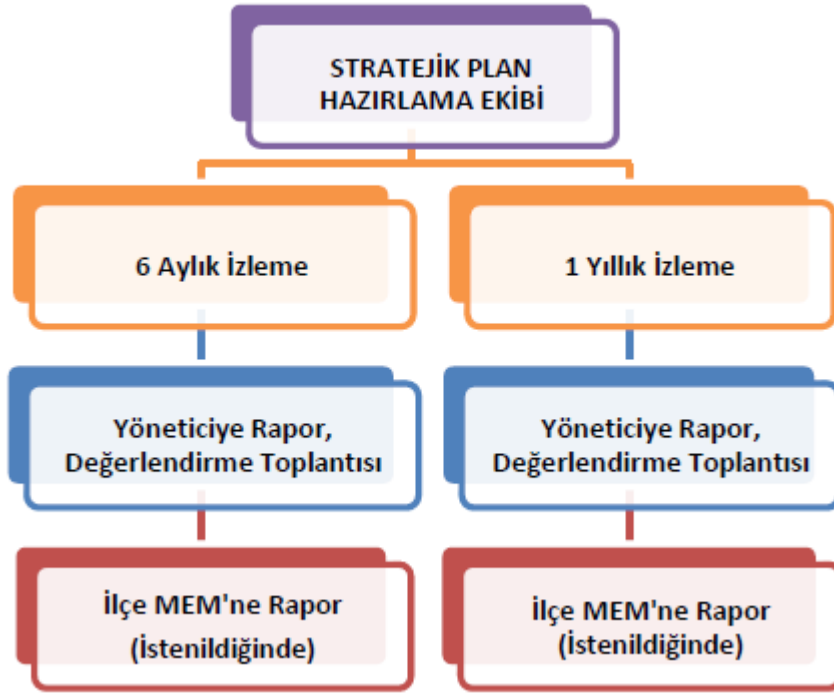 STRATEJİK PLAN
HAZIRLAMA EKİBİ
6 Aylık İzleme
1 Yıllık İzleme
Yöneticiye Rapor,
Değerlendirme Toplantısı
Yöneticiye Rapor,
Değerlendirme Toplantısı
İlçe MEM'ne Rapor
(İstenildiğinde)
İlçe MEM'ne Rapor
(İstenildiğinde)